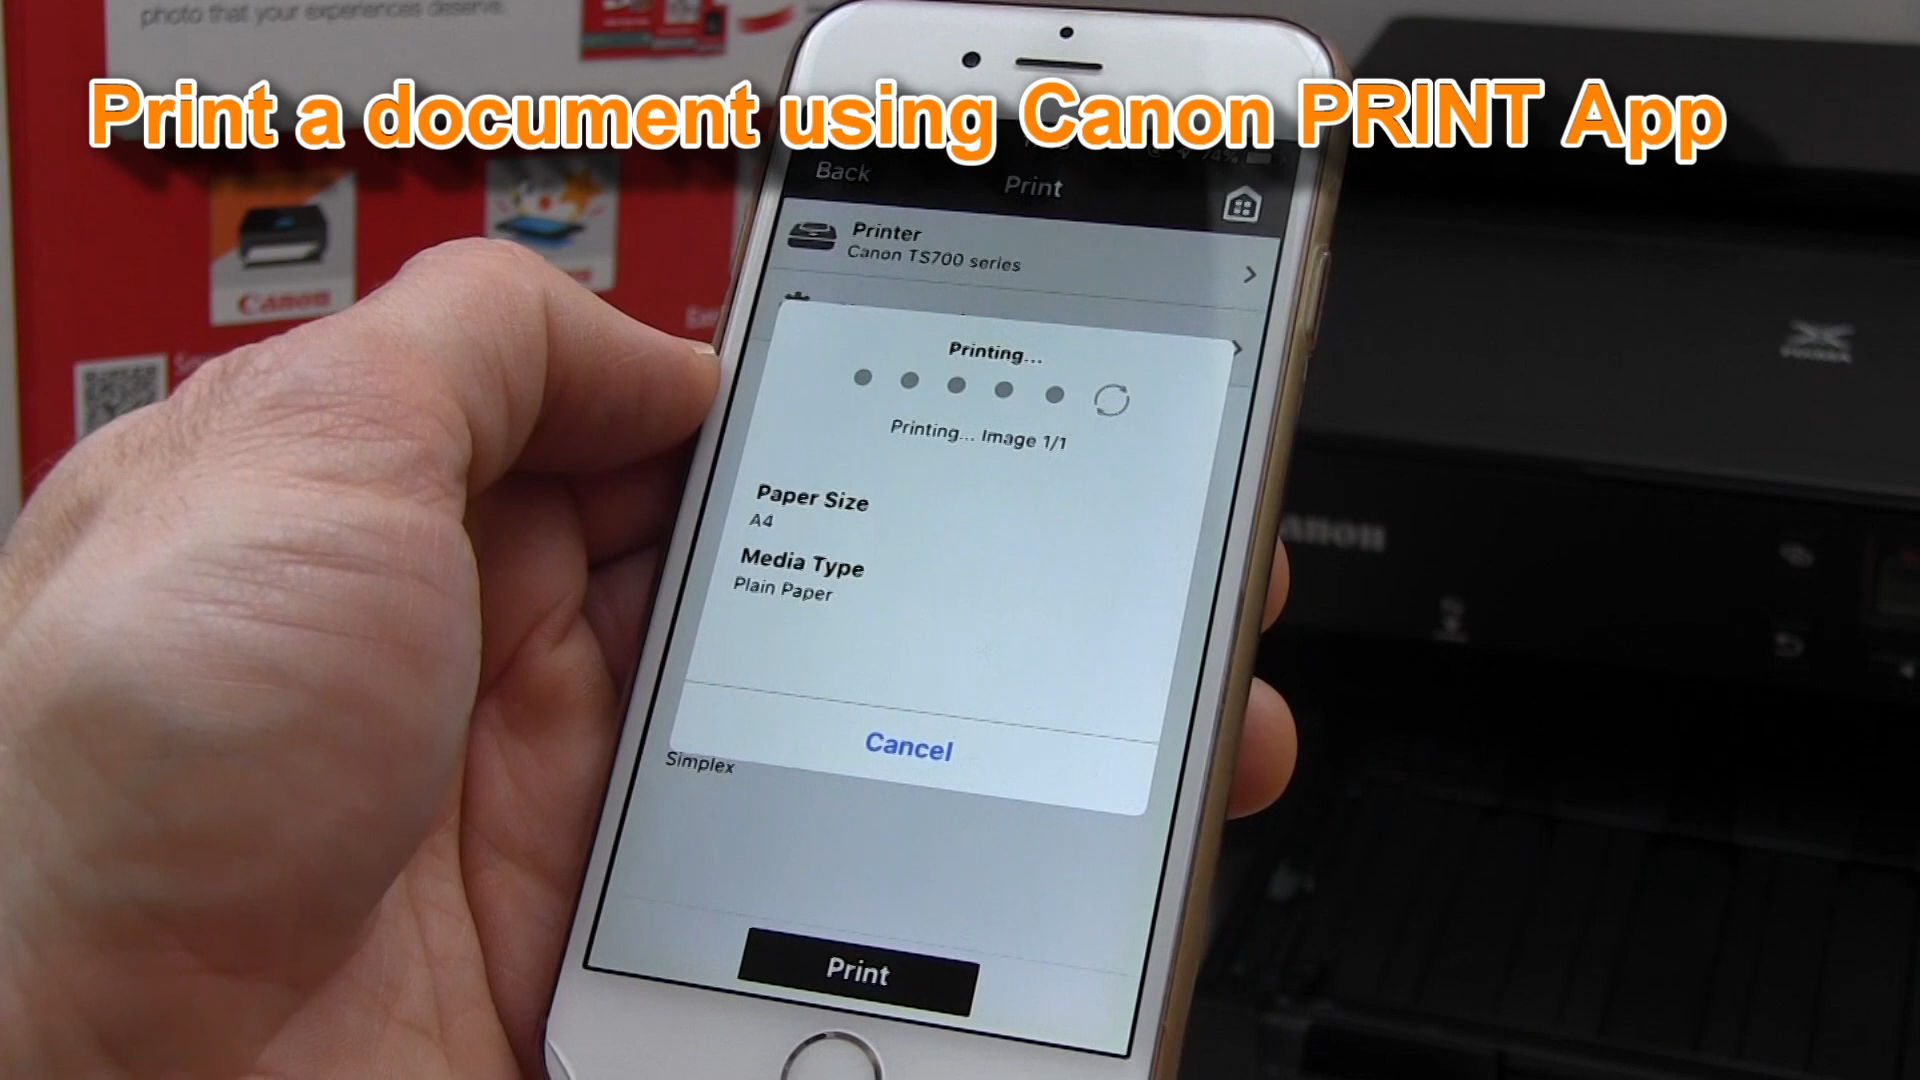 photo that your experiences deserve.
Print a document using Canon PRINT App
74%
Back
Print
Printer
Canon TS700 series
Canon
Printing...
Printing... Image 1/1
Paper Size
A4
Media Type
Plain Paper
Cancel
Simplex
Print